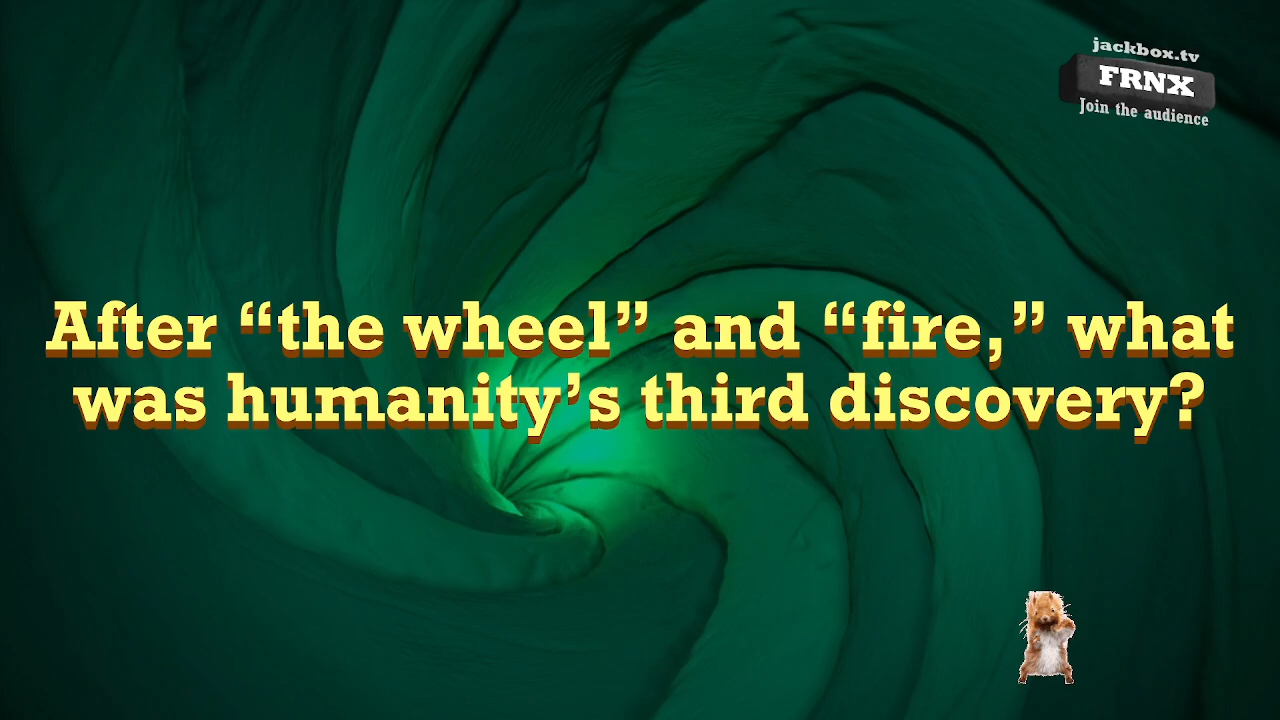 jackbox.tv
FRNX
Join the audience
After “the wheel” and “fire,” what
was humanity’s third discovery?